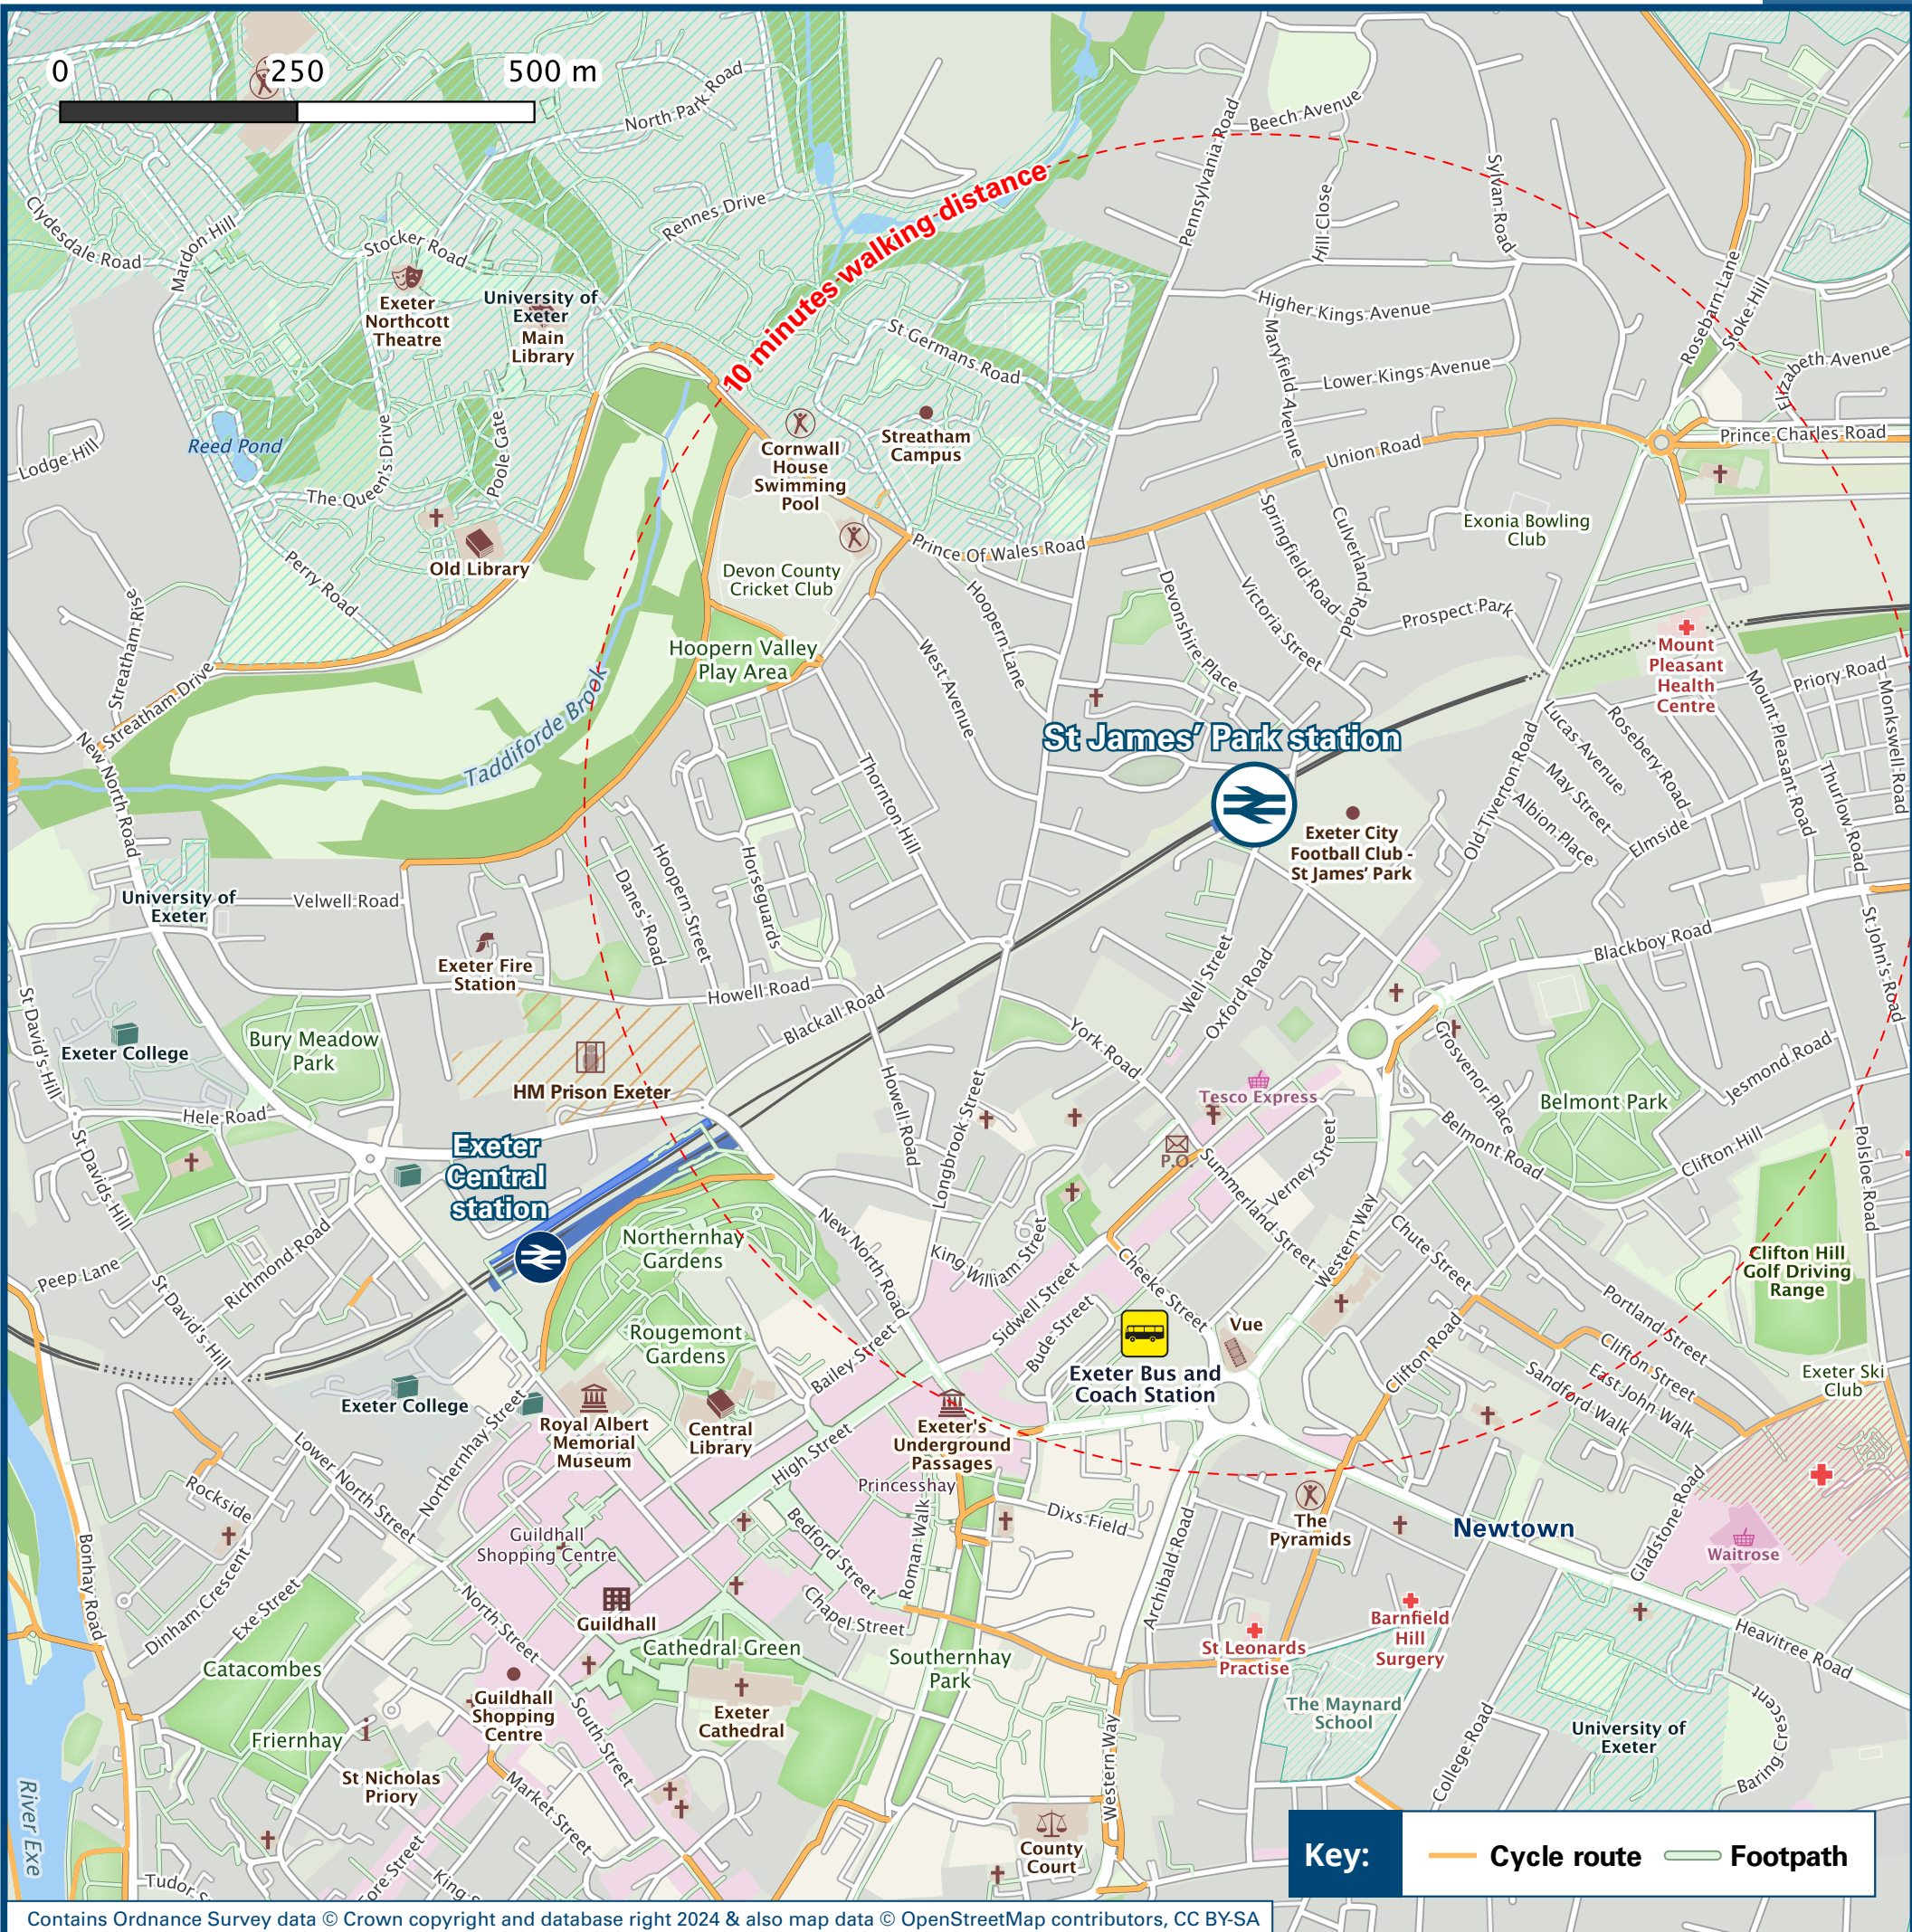 0 250 500 m
North Park Road
Beech Avenue
Pennsylvania Road
Sylvan Road
Hill Close
10 minutes walking distance
Clydesdale Road
Mardon Hill
Stocker Road
Rennes Drive
Exeter
Northcott
Theatre
University of
Exeter
Main
Library
St Germans Road
Higher Kings Avenue
Maryfield Avenue
Lower Kings Avenue
Rosebarn Lane
Stoke Hill
Elizabeth Avenue
Prince Charles Road
Union Road
Reed Pond
Lodge Hill
The Queen's Drive
Poole Gate
Cornwall
House
Swimming
Pool
Streatham
Campus
Old Library
Perry Road
Prince Of Wales Road
Devon County
Cricket Club
Springfield Road
Culverland Road
Exonia Bowling
Club
Streatham Rise
Streatham Drive
New North Road
Hoopern Valley
Play Area
Hoopern Lane
West Avenue
Devonshire Place
Victoria Street
Prospect Park
Mount
Pleasant
Health
Centre
Priory Road
Monkswell Road
Mount Pleasant Road
Taddiforde Brook
St James' Park station
Exeter City
Football Club -
St James' Park
Old Tiverton Road
Lucas Avenue
Rosebery Road
May Street
Albion Place
Elmside
Thurlow Road
Thornton Hill
Horseguards
Hoopern Street
Danes' Road
University of
Exeter
Velwell Road
Exeter Fire
Station
Howell Road
Blackall Road
Well Street
Oxford Road
Blackboy Road
St John's Road
St David's Hill
Exeter College
Bury Meadow
Park
HM Prison Exeter
Hele Road
York Road
Tesco Express
Grosvenor Place
Belmont Park
Jesmond Road
Belmont Road
Clifton Hill
Polsloe Road
Exeter
Central
station
Howell Road
Longbrook Street
P.O.
Summerland Street
Verney Street
Western Way
St Davids Hill
Richmond Road
Peep Lane
St David's Hill
Northernhay
Gardens
New North Road
King William Street
Sidwell Street
Cheeke Street
Chute Street
Clifton Hill
Golf Driving
Range
Portland Street
Rougemont
Gardens
Bailey Street
Bude Street
Vue
Exeter Bus and
Coach Station
Clifton Road
Clifton Street
East John Walk
Sandford Walk
Exeter Ski
Club
Exeter College
Northernhay Street
Royal Albert
Memorial
Museum
Central
Library
High Street
Exeter's
Underground
Passages
Princesshay
Lower North Street
Rockside
Bonhay Road
Guildhall
Shopping Centre
Bedford Street
Roman Walk
Dixs Field
Archibald Road
The
Pyramids
Newtown
Gladstone Road
Waitrose
Dinham Crescent
Exe Street
North Street
Guildhall
Chapel Street
Cathedral Green
Southernhay
Park
St Leonards
Practise
Barnfield
Hill
Surgery
Heavitree Road
Catacombes
Friernhay
Guildhall
Shopping
Centre
South Street
Exeter
Cathedral
The Maynard
School
College Road
University of
Exeter
Baring Crescent
St Nicholas
Priory
Market Street
Western Way
County
Court
River Exe
Key: Cycle route Footpath
Contains Ordnance Survey data © Crown copyright and database right 2024 & also map data © OpenStreetMap contributors, CC BY-SA